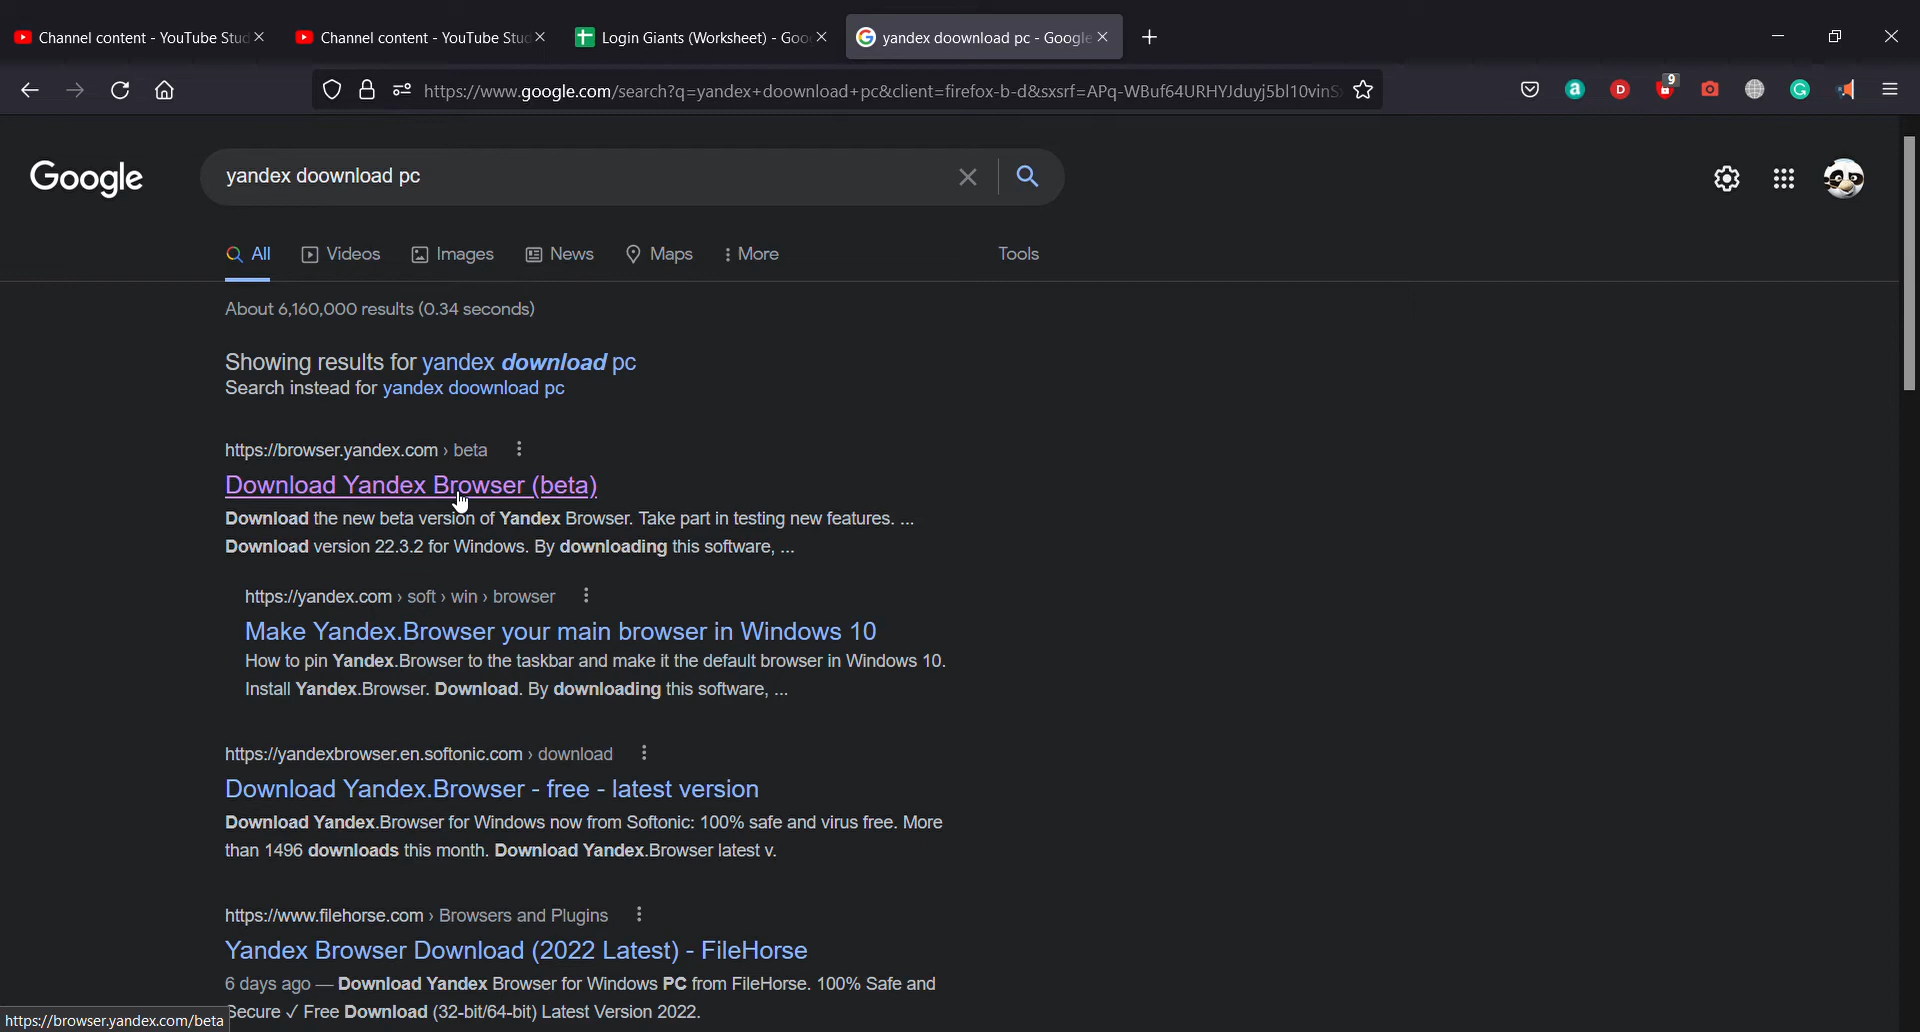 Channel content - YouTube Stud
Channel content - YouTube Stud
Login Giants (Worksheet) - Goo
yandex doownload pc - Google
https://www.google.com/search?q=yandex+doownload+pc&client=firefox-b-d&sxsrf=APq-WBuf64URHYJduyj5bl10vinS
a
D
9
G
Google
yandex doownload pc
All
Videos
Images
News
Maps
More
Tools
About 6,160,000 results (0.34 seconds)
Showing results for yandex download pc
Search instead for yandex doownload pc
https://browser.yandex.com › beta
Download Yandex Browser (beta)
Download the new beta version of Yandex Browser. Take part in testing new features. ...
Download version 22.3.2 for Windows. By downloading this software, ...
https://yandex.com › soft › win › browser
Make Yandex.Browser your main browser in Windows 10
How to pin Yandex.Browser to the taskbar and make it the default browser in Windows 10.
Install Yandex.Browser. Download. By downloading this software, ...
https://yandexbrowser.en.softonic.com › download
Download Yandex.Browser - free - latest version
Download Yandex.Browser for Windows now from Softonic: 100% safe and virus free. More
than 1496 downloads this month. Download Yandex.Browser latest v.
https://www.filehorse.com › Browsers and Plugins
Yandex Browser Download (2022 Latest) - FileHorse
6 days ago — Download Yandex Browser for Windows PC from FileHorse. 100% Safe and
Secure ✓ Free Download (32-bit/64-bit) Latest Version 2022.
https://browser.yandex.com/beta